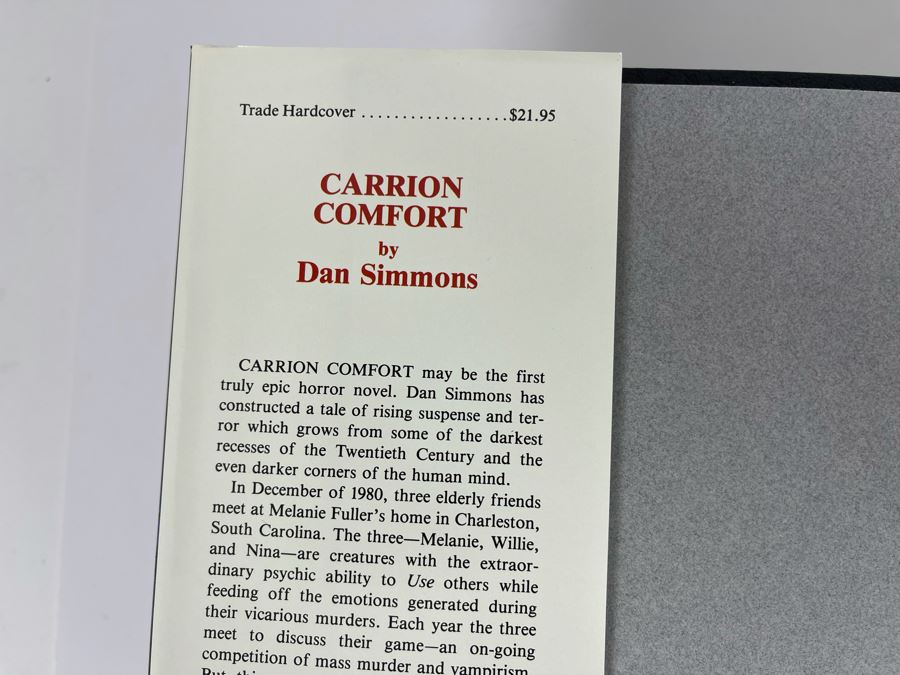 Trade Hardcover ..................$21.95
CARRION
COMFORT
by
Dan Simmons
CARRION COMFORT may be the first
truly epic horror novel. Dan Simmons has
constructed a tale of rising suspense and ter-
ror which grows from some of the darkest
recesses of the Twentieth Century and the
even darker corners of the human mind.
In December of 1980, three elderly friends
meet at Melanie Fuller's home in Charleston,
South Carolina. The three—Melanie, Willie,
and Nina—are creatures with the extraor-
dinary psychic ability to Use others while
feeding off the emotions generated during
their vicarious murders. Each year the three
meet to discuss their game—an on-going
competition of mass murder and vampirism.
But